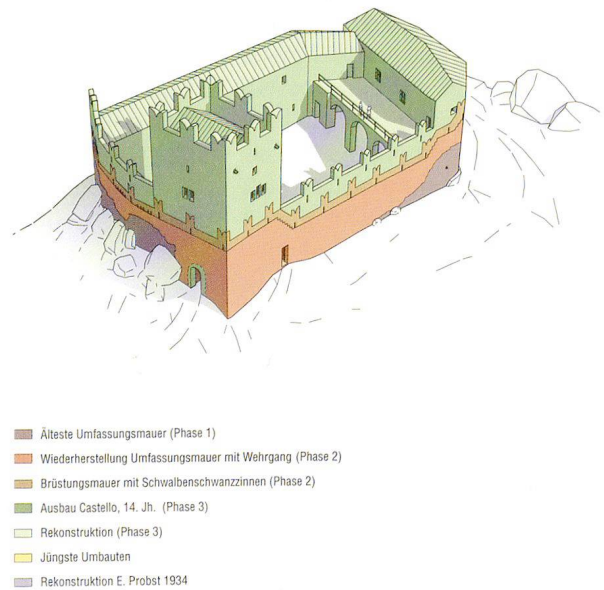 Älteste Umfassungsmauer (Phase 1)
Wiederherstellung Umfassungsmauer mit Wehrgang (Phase 2)
Brüstungsmauer mit Schwalbenschwanzzinnen (Phase 2)
Ausbau Castello, 14. Jh. (Phase 3)
Rekonstruktion (Phase 3)
Jüngste Umbauten
Rekonstruktion E. Probst 1934